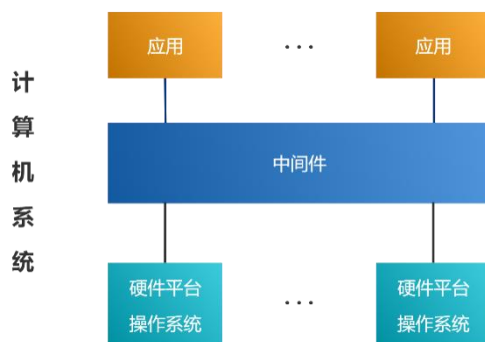 计算机系统
应用
...
应用
中间件
硬件平台
操作系统
...
硬件平台
操作系统